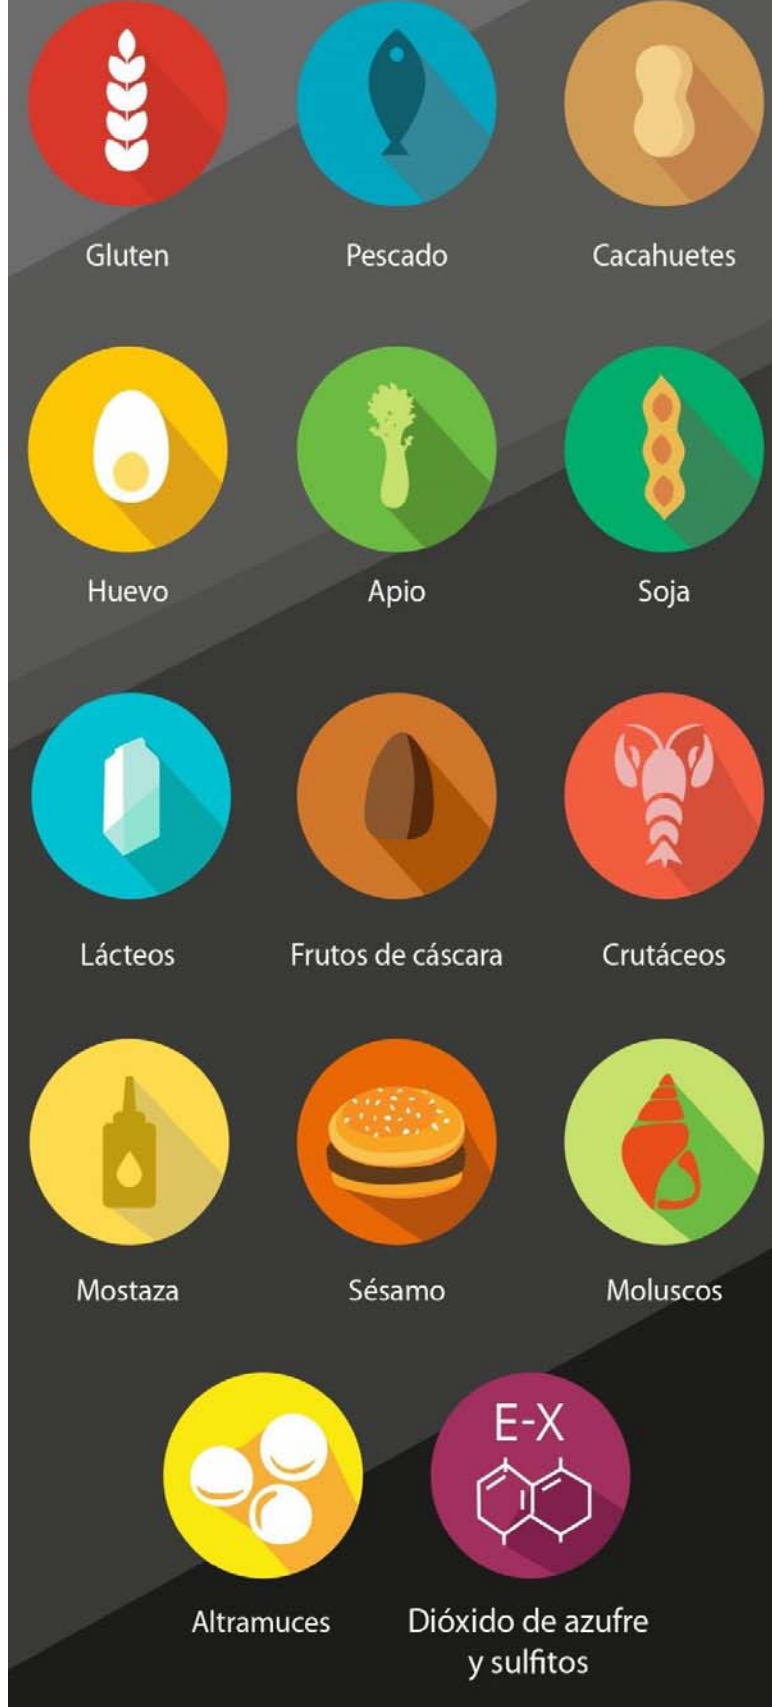 Gluten
Pescado
Cacahuetes
Huevo
Apio
Soja
Lácteos
Frutos de cáscara
Crutáceos
Mostaza
Sésamo
Moluscos
E-X
Altramuces
Dióxido de azufre
y sulfitos